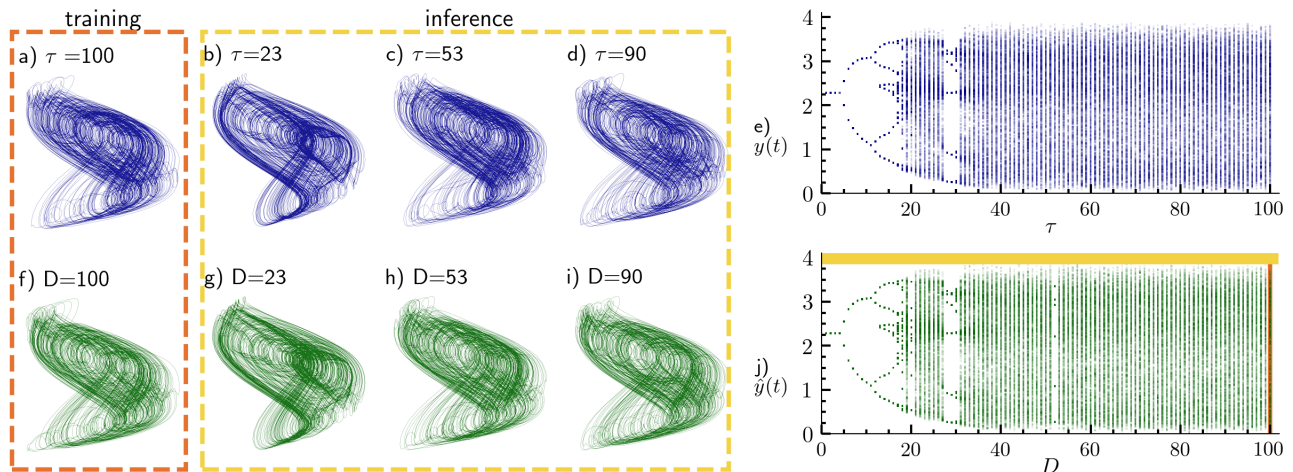 training
inference
a) τ =100
b) τ=23
c) τ=53
d) τ=90
f) D=100
g) D=23
h) D=53
i) D=90
4
3
2
1
0
e)
y(t)
0 20 40 60 80 100
τ
4
3
2
1
0
j)
ŷ(t)
0 20 40 60 80 100
D